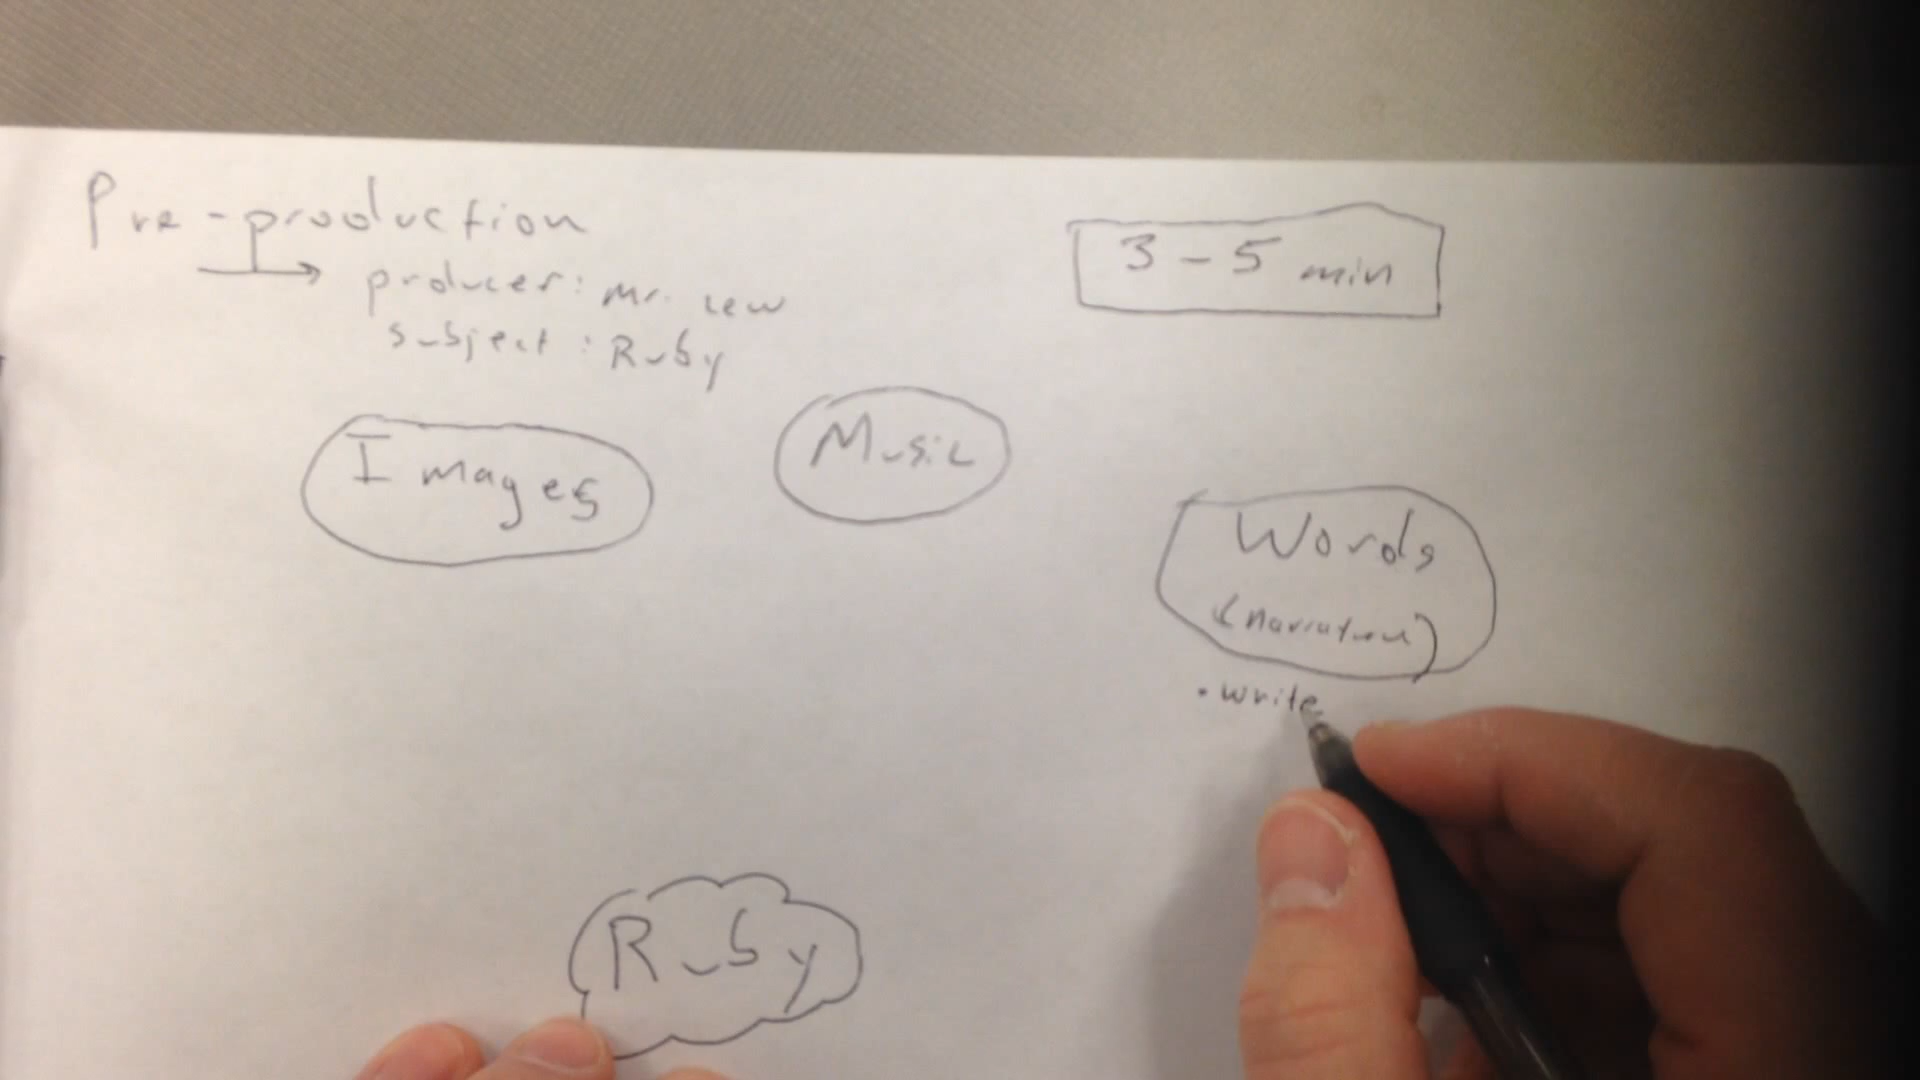 Pre-production
producer: Mr. Lew
subject: Ruby
3-5 min
Images
Music
Words
(narration)
• write
Ruby